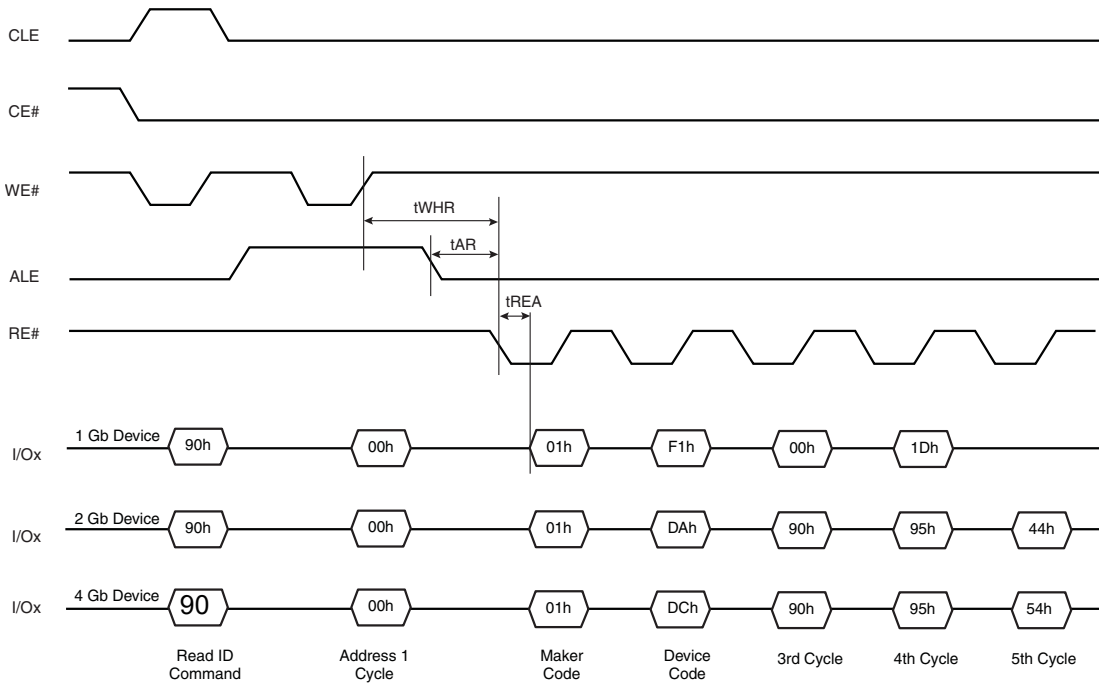 CLE
CE#
WE#
tWHR
tAR
ALE
tREA
RE#
1 Gb Device
I/Ox
90h
00h
01h
F1h
00h
1Dh
2 Gb Device
I/Ox
90h
00h
01h
DAh
90h
95h
44h
4 Gb Device
I/Ox
90
00h
01h
DCh
90h
95h
54h
Read ID
Command
Address 1
Cycle
Maker
Code
Device
Code
3rd Cycle
4th Cycle
5th Cycle